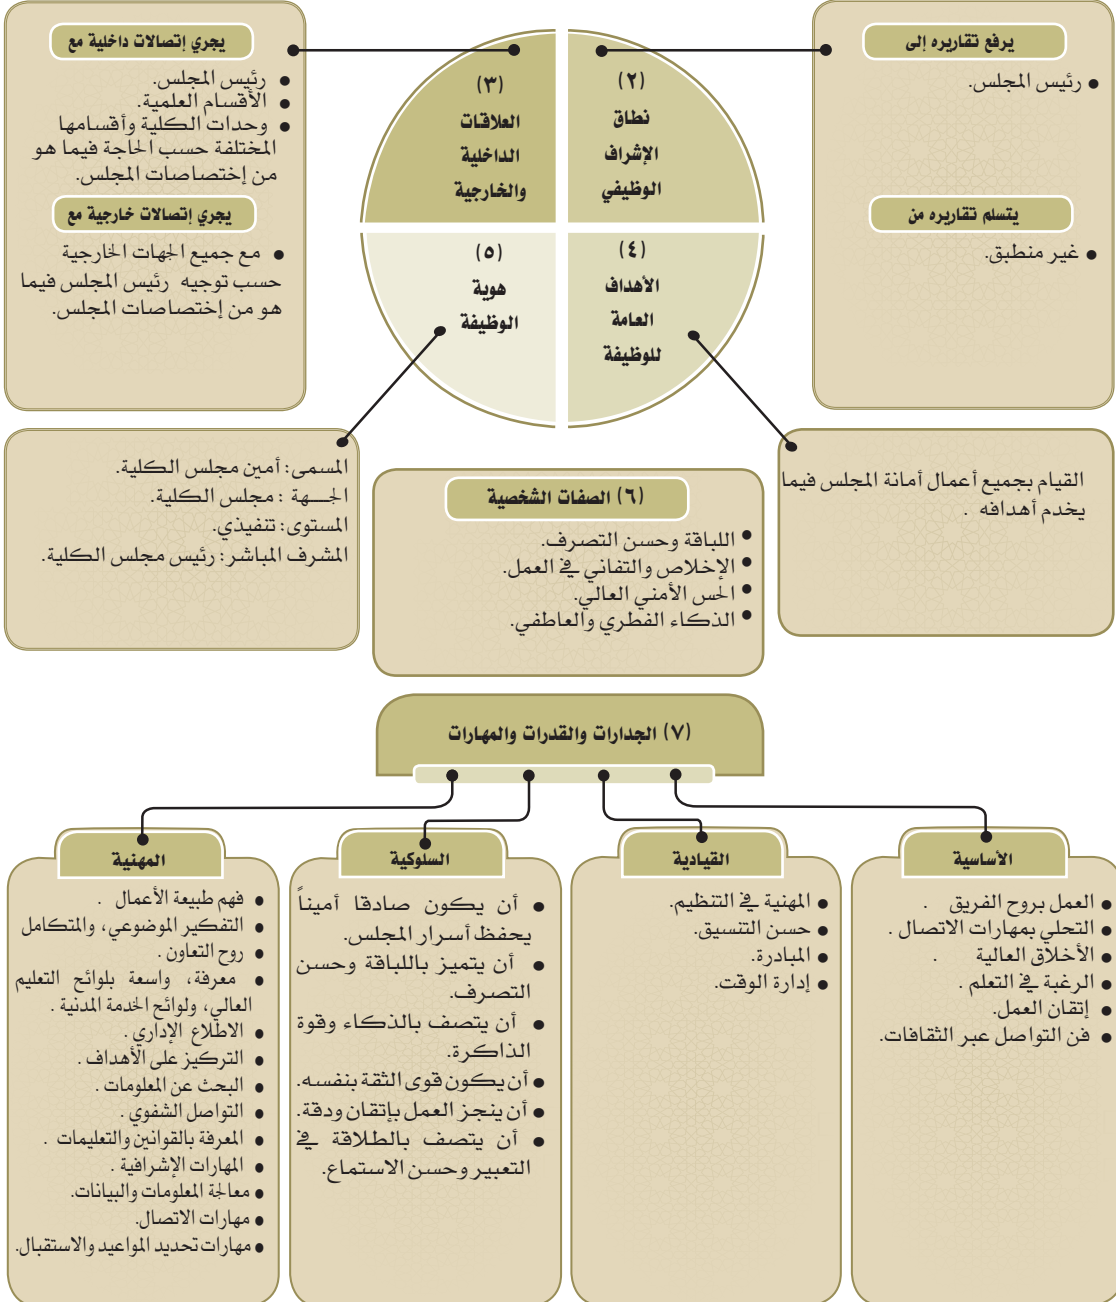 يرفع تقاريره إلى
● رئيس المجلس.
يتسلم تقاريره من
● غير منطبق.
(٢)
نطاق
الإشراف
الوظيفي
(٣)
العلاقات
الداخلية
والخارجية
يجري إتصالات داخلية مع
● رئيس المجلس.
● الأقسام العلمية.
● وحدات الكلية وأقسامها
المختلفة حسب الحاجة فيما هو
من إختصاصات المجلس.
يجري إتصالات خارجية مع
● مع جميع الجهات الخارجية
حسب توجيه رئيس المجلس فيما
هو من إختصاصات المجلس.
(٤)
الأهداف
العامة
للوظيفة
(٥)
هوية
الوظيفة
القيام بجميع أعمال أمانة المجلس فيما
يخدم أهدافه .
المسمى: أمين مجلس الكلية.
الجـــهة : مجلس الكلية.
المستوى: تنفيذي.
المشرف المباشر: رئيس مجلس الكلية.
(٦) الصفات الشخصية
● اللباقة وحسن التصرف.
● الإخلاص والتفاني في العمل.
● الحس الأمني العالي.
● الذكاء الفطري والعاطفي.
(٧) الجدارات والقدرات والمهارات
الأساسية
● العمل بروح الفريق .
● التحلي بمهارات الاتصال .
● الأخلاق العالية .
● الرغبة في التعلم .
● إتقان العمل.
● فن التواصل عبر الثقافات.
القيادية
● المهنية في التنظيم.
● حسن التنسيق.
● المبادرة.
● إدارة الوقت.
السلوكية
● أن يكون صادقا أميناً
يحفظ أسرار المجلس.
● أن يتميز باللباقة وحسن
التصرف.
● أن يتصف بالذكاء وقوة
الذاكرة.
● أن يكون قوى الثقة بنفسه.
● أن ينجز العمل بإتقان ودقة.
● أن يتصف بالطلاقة في
التعبير وحسن الاستماع.
المهنية
● فهم طبيعة الأعمال .
● التفكير الموضوعي، والمتكامل
● روح التعاون .
● معرفة، واسعة بلوائح التعليم
العالي، ولوائح الخدمة المدنية .
● الاطلاع الإداري .
● التركيز على الأهداف .
● البحث عن المعلومات .
● التواصل الشفوي .
● المعرفة بالقوانين والتعليمات .
● المهارات الإشرافية .
● معالجة المعلومات والبيانات.
● مهارات الاتصال.
● مهارات تحديد المواعيد والاستقبال.